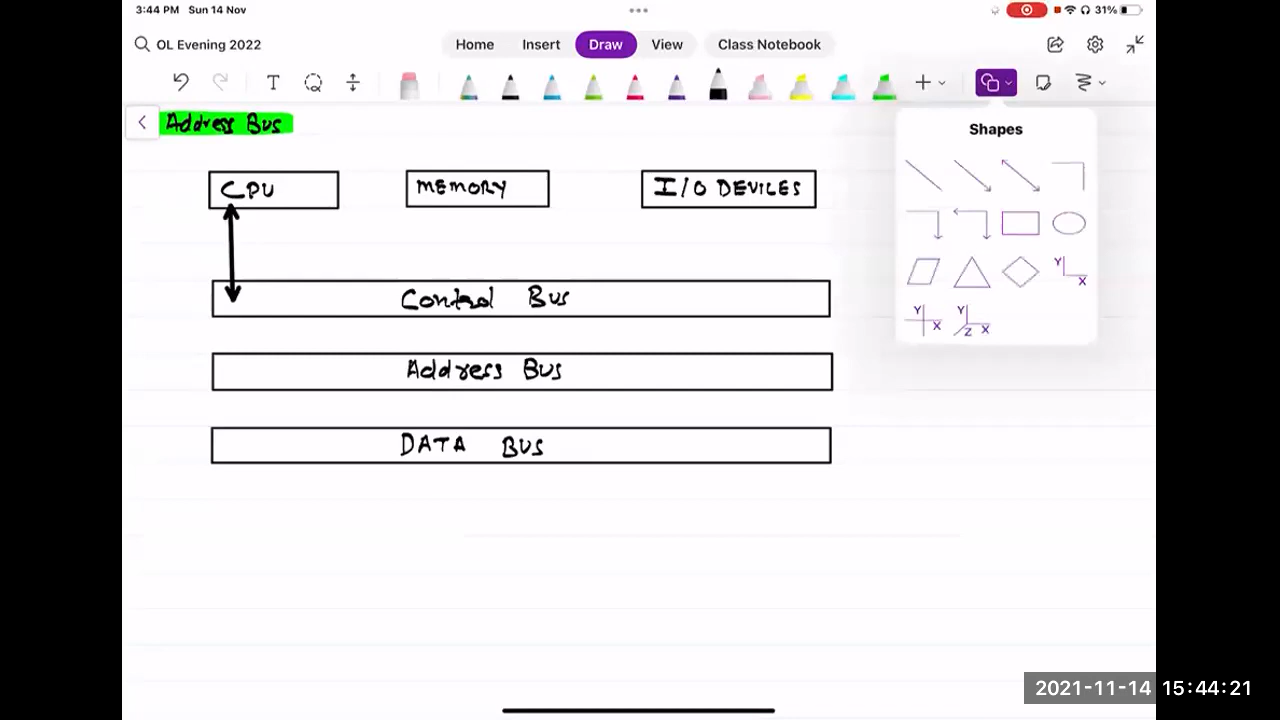 3:44 PM Sun 14 Nov
31%
OL Evening 2022
Home Insert Draw View Class Notebook
T
Address Bus
Shapes
CPU MEMORY I/O DEVICES
Control Bus
Address Bus
DATA BUS
Y X
Y X Y Z X
2021-11-14 15:44:21